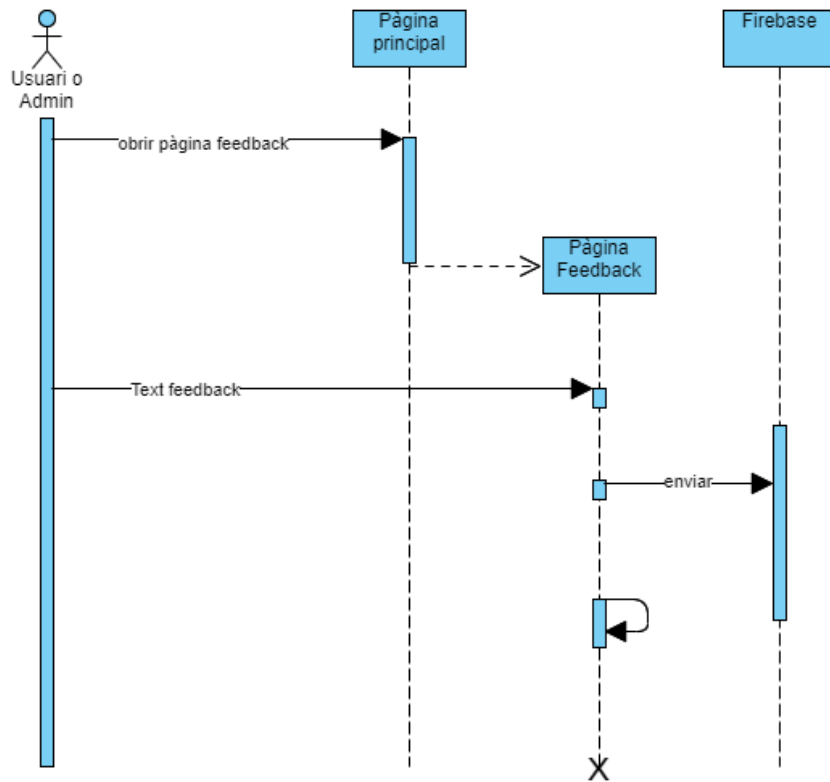 Pàgina
principal
Firebase
Usuari o
Admin
obrir pàgina feedback
Pàgina
Feedback
Text feedback
enviar
X